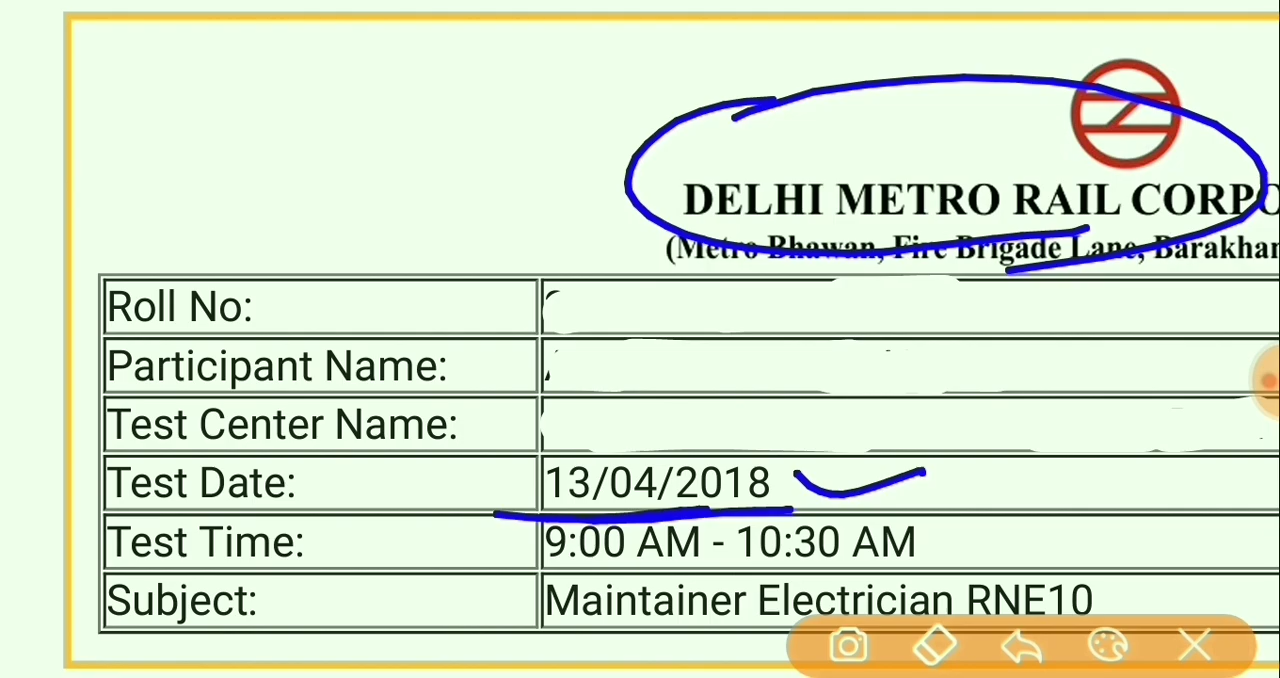 DELHI METRO RAIL CORPO
(Metro Bhawan, Fire Brigade Lane, Barakhan
Roll No:
Participant Name:
Test Center Name:
Test Date: 13/04/2018
Test Time: 9:00 AM - 10:30 AM
Subject: Maintainer Electrician RNE10